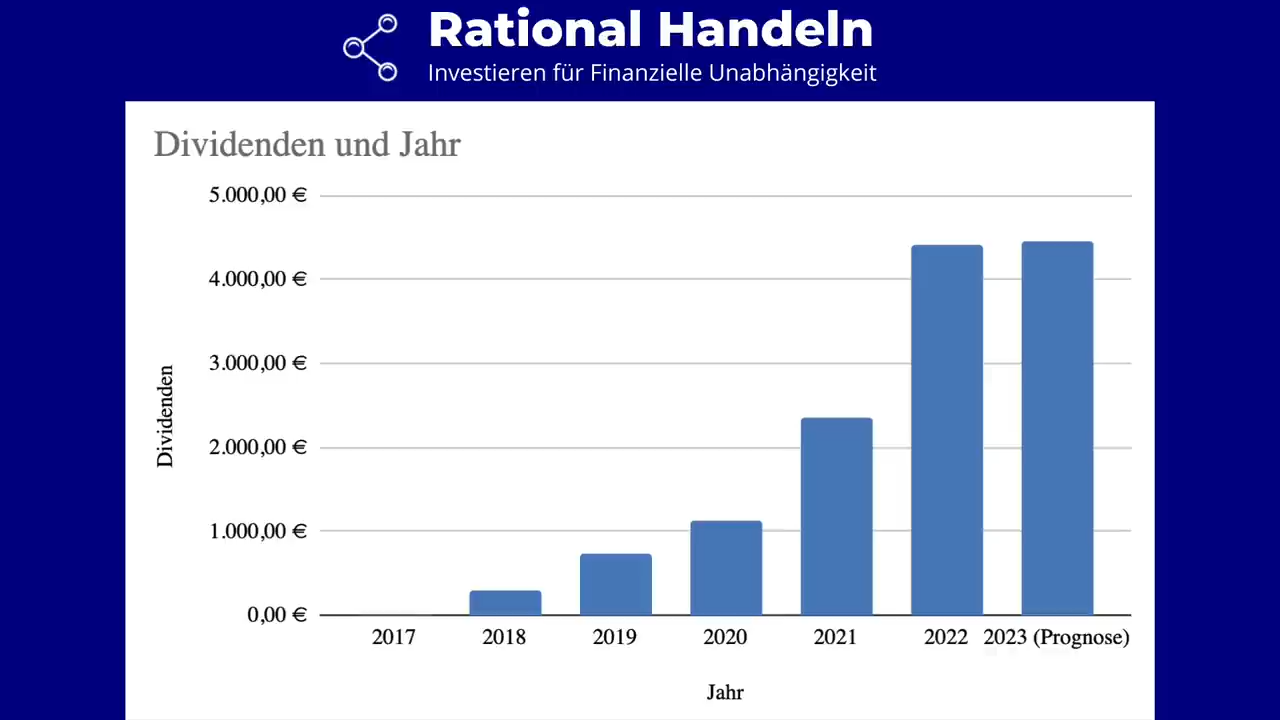 Rational Handeln
Investieren für Finanzielle Unabhängigkeit
Dividenden und Jahr
5.000,00 €
4.000,00 €
3.000,00 €
2.000,00 €
1.000,00 €
0,00 €
Dividenden
2017 2018 2019 2020 2021 2022 2023 (Prognose)
Jahr